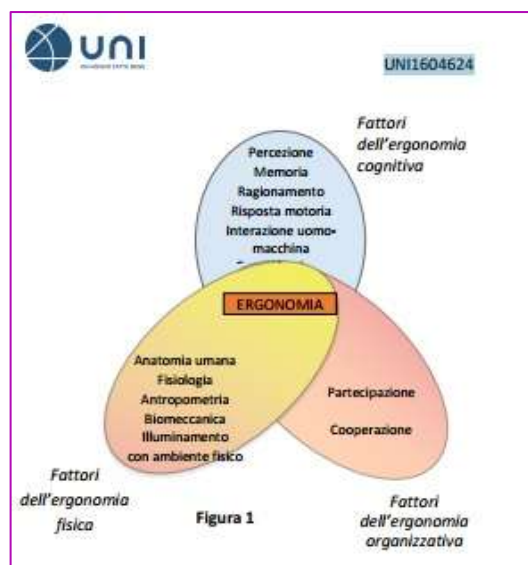 UNI
UNI1604624
Fattori
dell'ergonomia
cognitiva
Percezione
Memoria
Ragionamento
Risposta motoria
Interazione uomo-
macchina
ERGONOMIA
Anatomia umana
Fisiologia
Antropometria
Biomeccanica
Illuminamento
con ambiente fisico
Partecipazione
Cooperazione
Fattori
dell'ergonomia
fisica
Figura 1
Fattori
dell'ergonomia
organizzativa